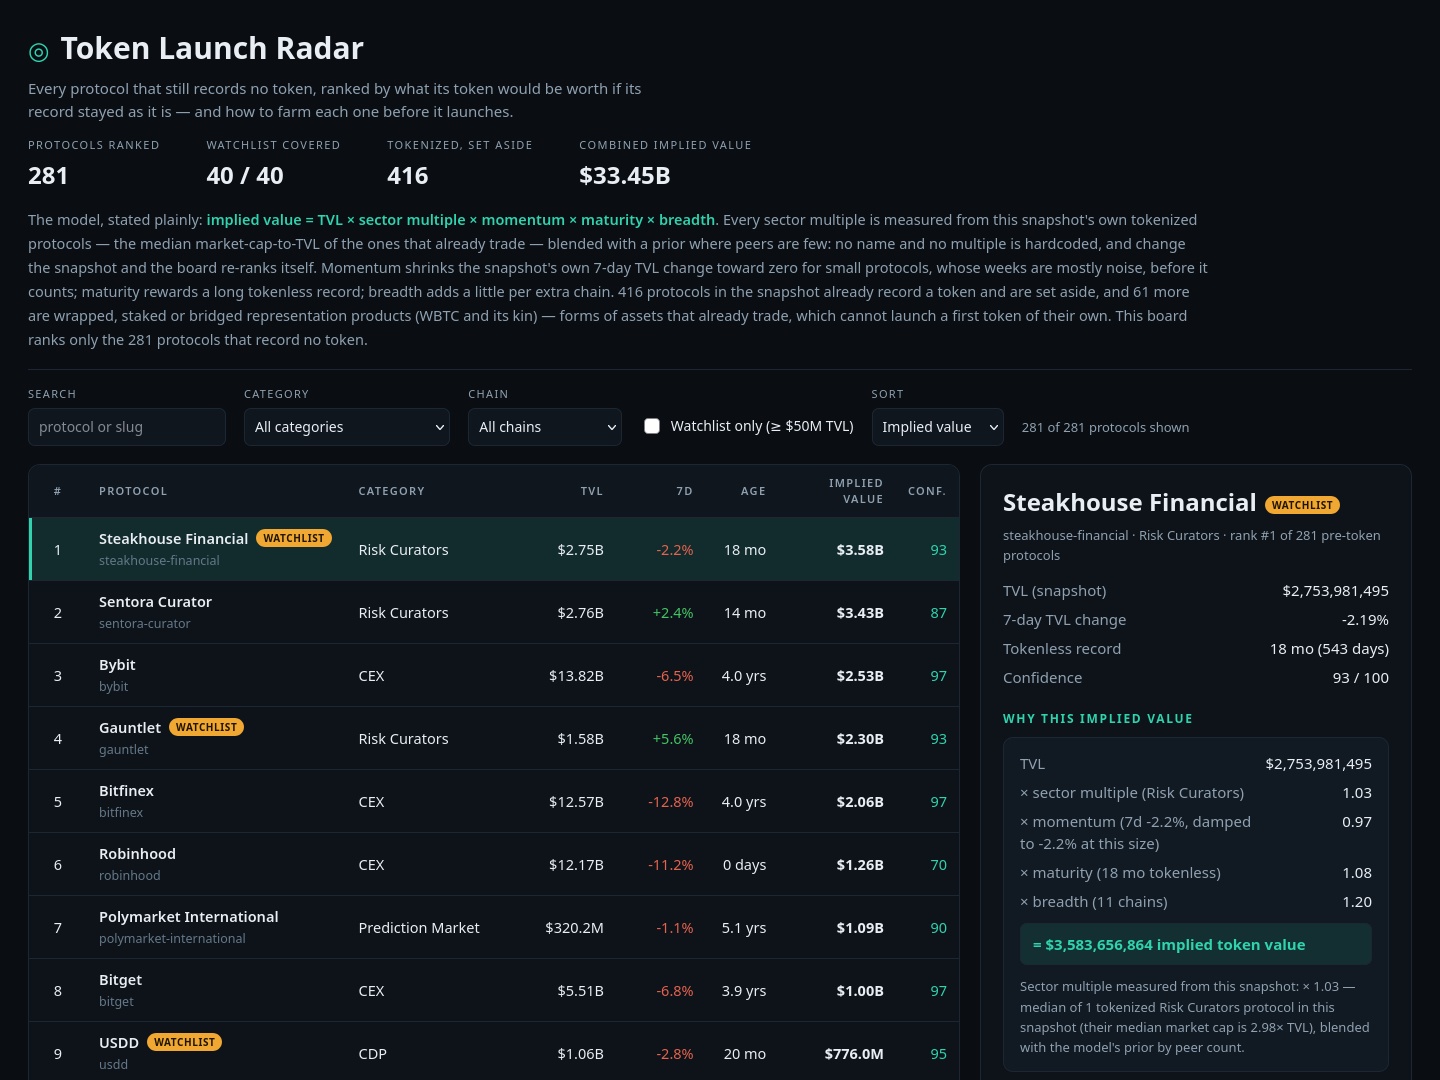 ◎ Token Launch Radar
Every protocol that still records no token, ranked by what its token would be worth if its
record stayed as it is — and how to farm each one before it launches.
PROTOCOLS RANKED WATCHLIST COVERED TOKENIZED, SET ASIDE COMBINED IMPLIED VALUE
281 40 / 40 416 $33.45B
The model, stated plainly: implied value = TVL × sector multiple × momentum × maturity × breadth. Every sector multiple is measured from this snapshot's own tokenized
protocols — the median market-cap-to-TVL of the ones that already trade — blended with a prior where peers are few: no name and no multiple is hardcoded, and change
the snapshot and the board re-ranks itself. Momentum shrinks the snapshot's own 7-day TVL change toward zero for small protocols, whose weeks are mostly noise, before it
counts; maturity rewards a long tokenless record; breadth adds a little per extra chain. 416 protocols in the snapshot already record a token and are set aside, and 61 more
are wrapped, staked or bridged representation products (WBTC and its kin) — forms of assets that already trade, which cannot launch a first token of their own. This board
ranks only the 281 protocols that record no token.
SEARCH CATEGORY CHAIN SORT
protocol or slug All categories All chains Watchlist only (≥ $50M TVL) Implied value 281 of 281 protocols shown
# PROTOCOL CATEGORY TVL 7D AGE IMPLIED VALUE CONF.
1 Steakhouse Financial WATCHLIST Risk Curators $2.75B -2.2% 18 mo $3.58B 93
steakhouse-financial
2 Sentora Curator Risk Curators $2.76B +2.4% 14 mo $3.43B 87
sentora-curator
3 Bybit CEX $13.82B -6.5% 4.0 yrs $2.53B 97
bybit
4 Gauntlet WATCHLIST Risk Curators $1.58B +5.6% 18 mo $2.30B 93
gauntlet
5 Bitfinex CEX $12.57B -12.8% 4.0 yrs $2.06B 97
bitfinex
6 Robinhood CEX $12.17B -11.2% 0 days $1.26B 70
robinhood
7 Polymarket International Prediction Market $320.2M -1.1% 5.1 yrs $1.09B 90
polymarket-international
8 Bitget CEX $5.51B -6.8% 3.9 yrs $1.00B 97
bitget
9 USDD WATCHLIST CDP $1.06B -2.8% 20 mo $776.0M 95
usdd
Steakhouse Financial WATCHLIST
steakhouse-financial · Risk Curators · rank #1 of 281 pre-token
protocols
TVL (snapshot) $2,753,981,495
7-day TVL change -2.19%
Tokenless record 18 mo (543 days)
Confidence 93 / 100
WHY THIS IMPLIED VALUE
TVL $2,753,981,495
× sector multiple (Risk Curators) 1.03
× momentum (7d -2.2%, damped 0.97
to -2.2% at this size)
× maturity (18 mo tokenless) 1.08
× breadth (11 chains) 1.20
= $3,583,656,864 implied token value
Sector multiple measured from this snapshot: × 1.03 —
median of 1 tokenized Risk Curators protocol in this
snapshot (their median market cap is 2.98× TVL), blended
with the model's prior by peer count.